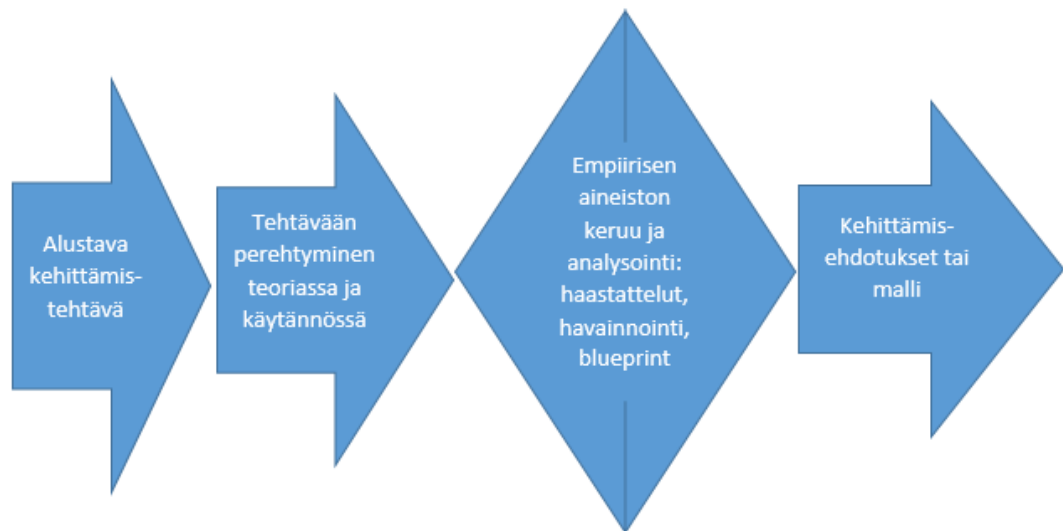 Alustava
kehittämis-
tehtävä
Tehtävään
perehtyminen
teoriassa ja
käytännössä
Empiirisen
aineiston
keruu ja
analysointi:
haastattelut,
havainnointi,
blueprint
Kehittämis-
ehdotukset tai
malli